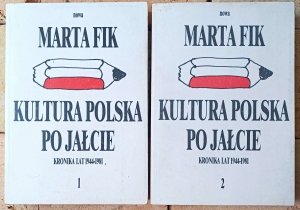 nowa
MARTA FIK
KULTURA POLSKA
PO JAŁCIE
KRONIKA LAT 1944-1981
1
nowa
MARTA FIK
KULTURA POLSKA
PO JAŁCIE
KRONIKA LAT 1944-1981
2